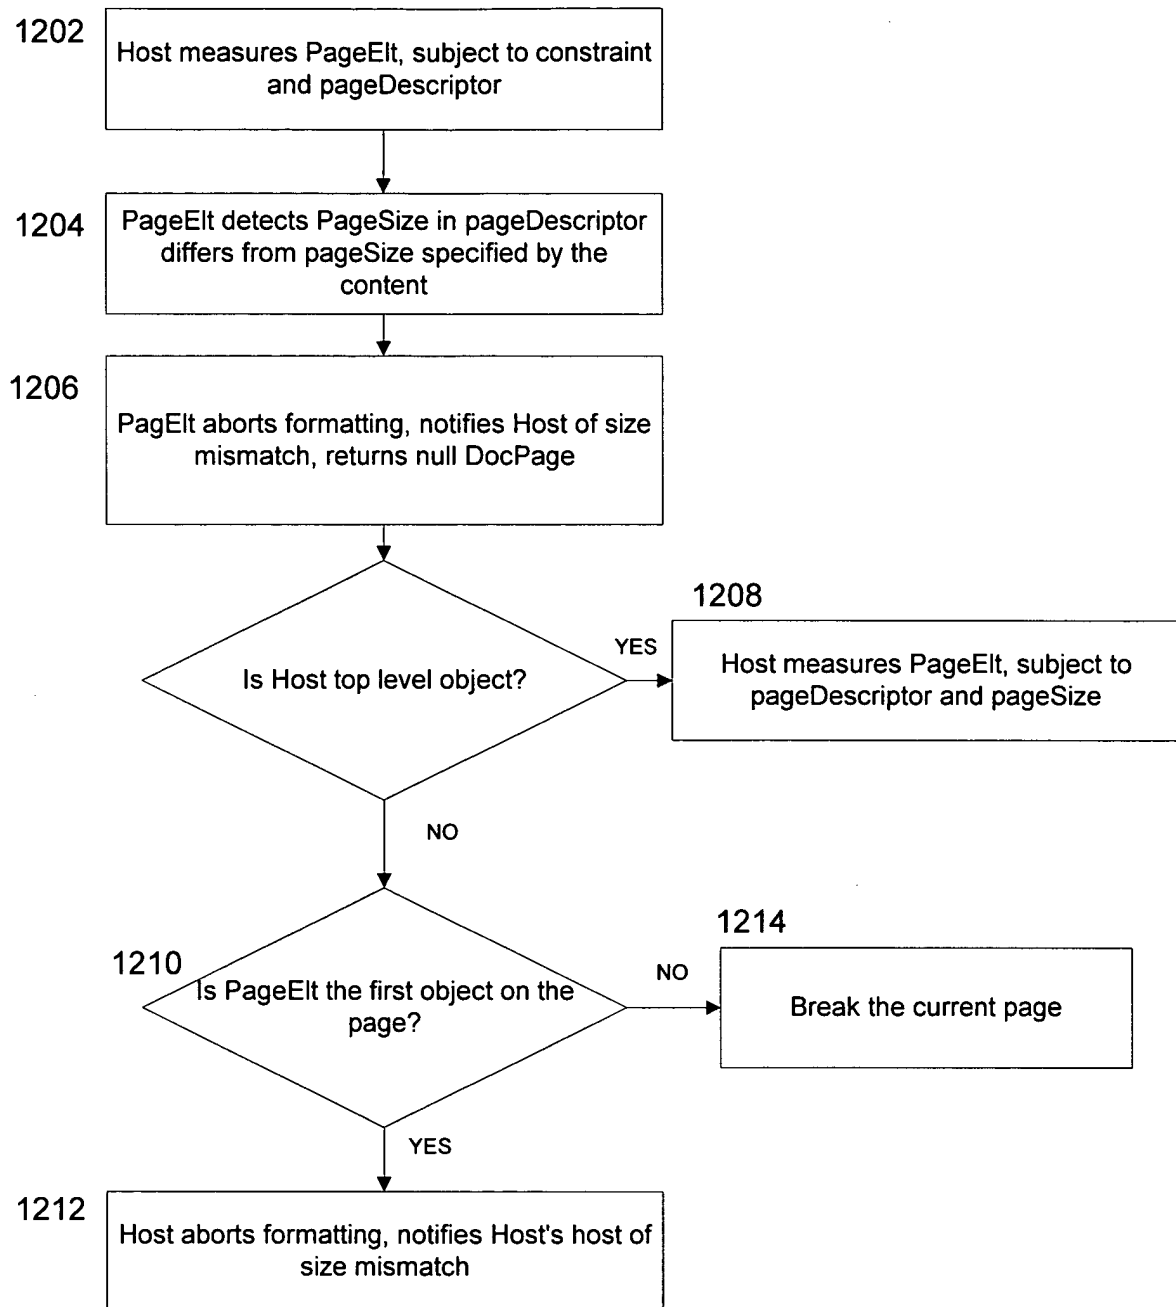 1202
Host measures PageElt, subject to constraint
and pageDescriptor
1204
PageElt detects PageSize in pageDescriptor
differs from pageSize specified by the
content
1206
PagElt aborts formatting, notifies Host of size
mismatch, returns null DocPage
Is Host top level object?
YES
1208
Host measures PageElt, subject to
pageDescriptor and pageSize
NO
1210
Is PageElt the first object on the
page?
NO
1214
Break the current page
YES
1212
Host aborts formatting, notifies Host's host of
size mismatch